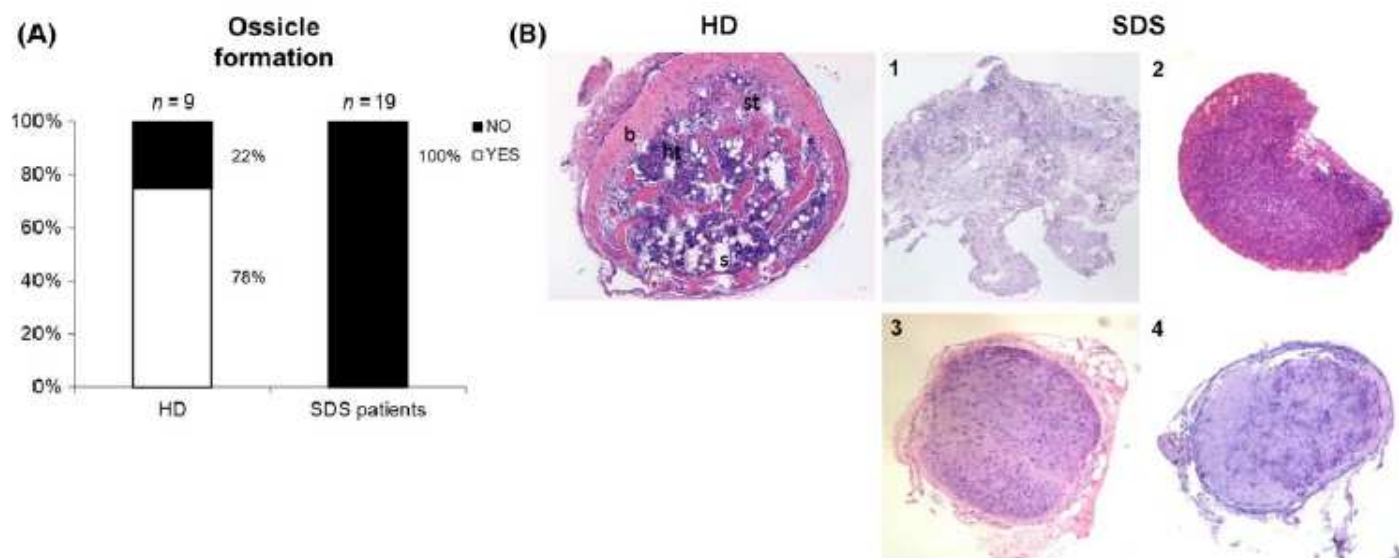 (A)
Ossicle
formation
n = 9
n = 19
100%
80%
60%
40%
20%
0%
22%
78%
100%
NO
YES
HD
SDS patients
(B)
HD
SDS
st
b
ht
s
1
2
3
4